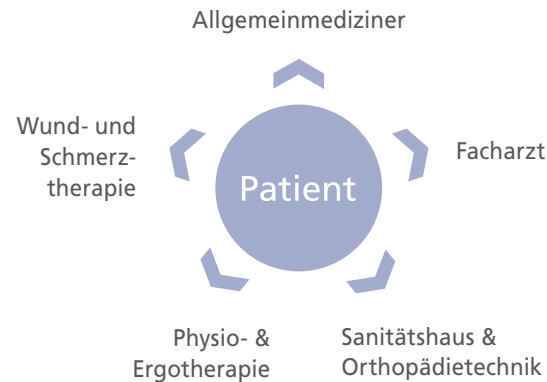 Allgemeinmediziner
Wund- und
Schmerz-
therapie
Facharzt
Patient
Physio- &
Ergotherapie
Sanitätshaus &
Orthopädietechnik